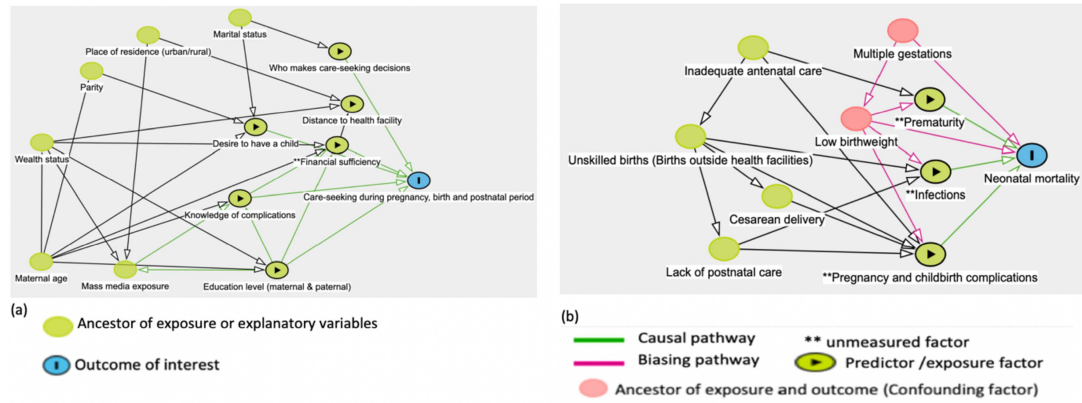 Marital status
Place of residence (urban/rural)
Who makes care-seeking decisions
Parity
Distance to health facility
Desire to have a child
Wealth status
**Financial sufficiency
Care-seeking during pregnancy, birth and postnatal period
Knowledge of complications
Maternal age
Mass media exposure
Education level (maternal & paternal)
(a)
Ancestor of exposure or explanatory variables
Outcome of interest
Multiple gestations
Inadequate antenatal care
**Prematurity
Low birthweight
Unskilled births (Births outside health facilities)
Neonatal mortality
**Infections
Cesarean delivery
Lack of postnatal care
**Pregnancy and childbirth complications
(b)
Causal pathway
** unmeasured factor
Biasing pathway
Predictor /exposure factor
Ancestor of exposure and outcome (Confounding factor)